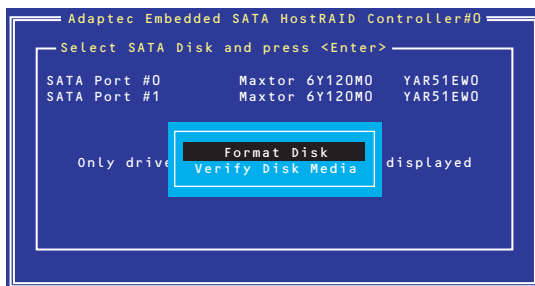 Adaptec Embedded SATA HostRAID Controller#0
Select SATA Disk and press <Enter>
SATA Port #0 Maxtor 6Y120M0 YAR51EW0
SATA Port #1 Maxtor 6Y120M0 YAR51EW0
Format Disk
Only drive displayed
Verify Disk Media